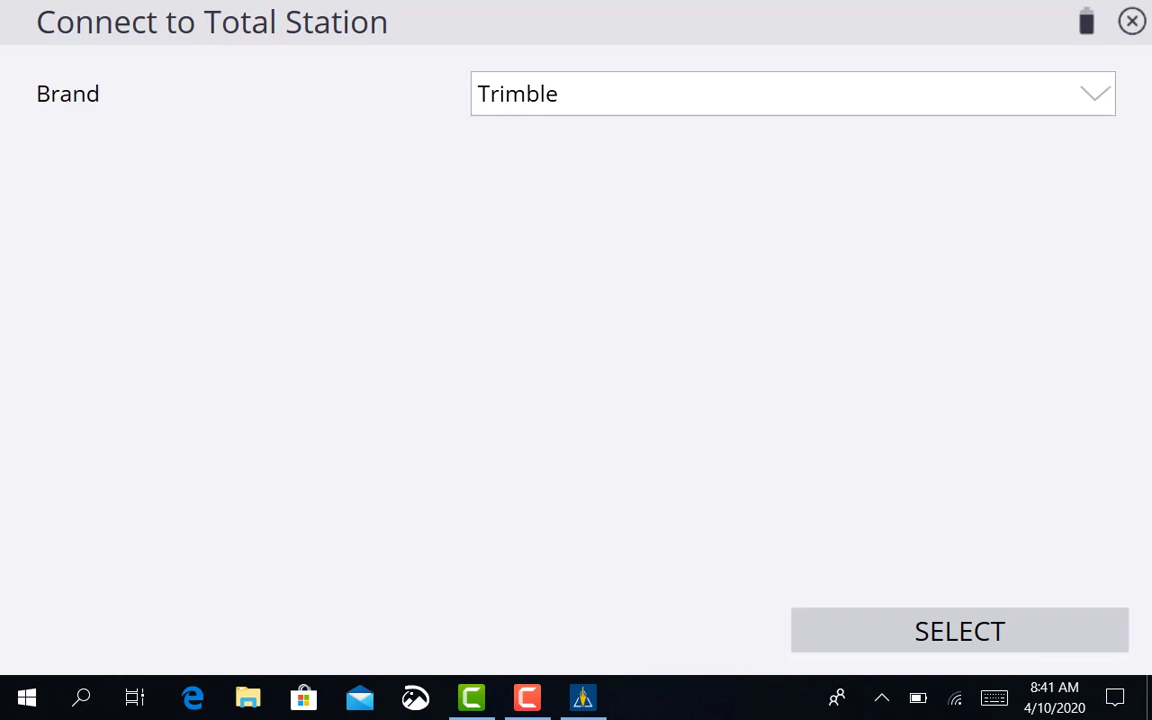 Connect to Total Station
Brand
Trimble
SELECT
8:41 AM
4/10/2020